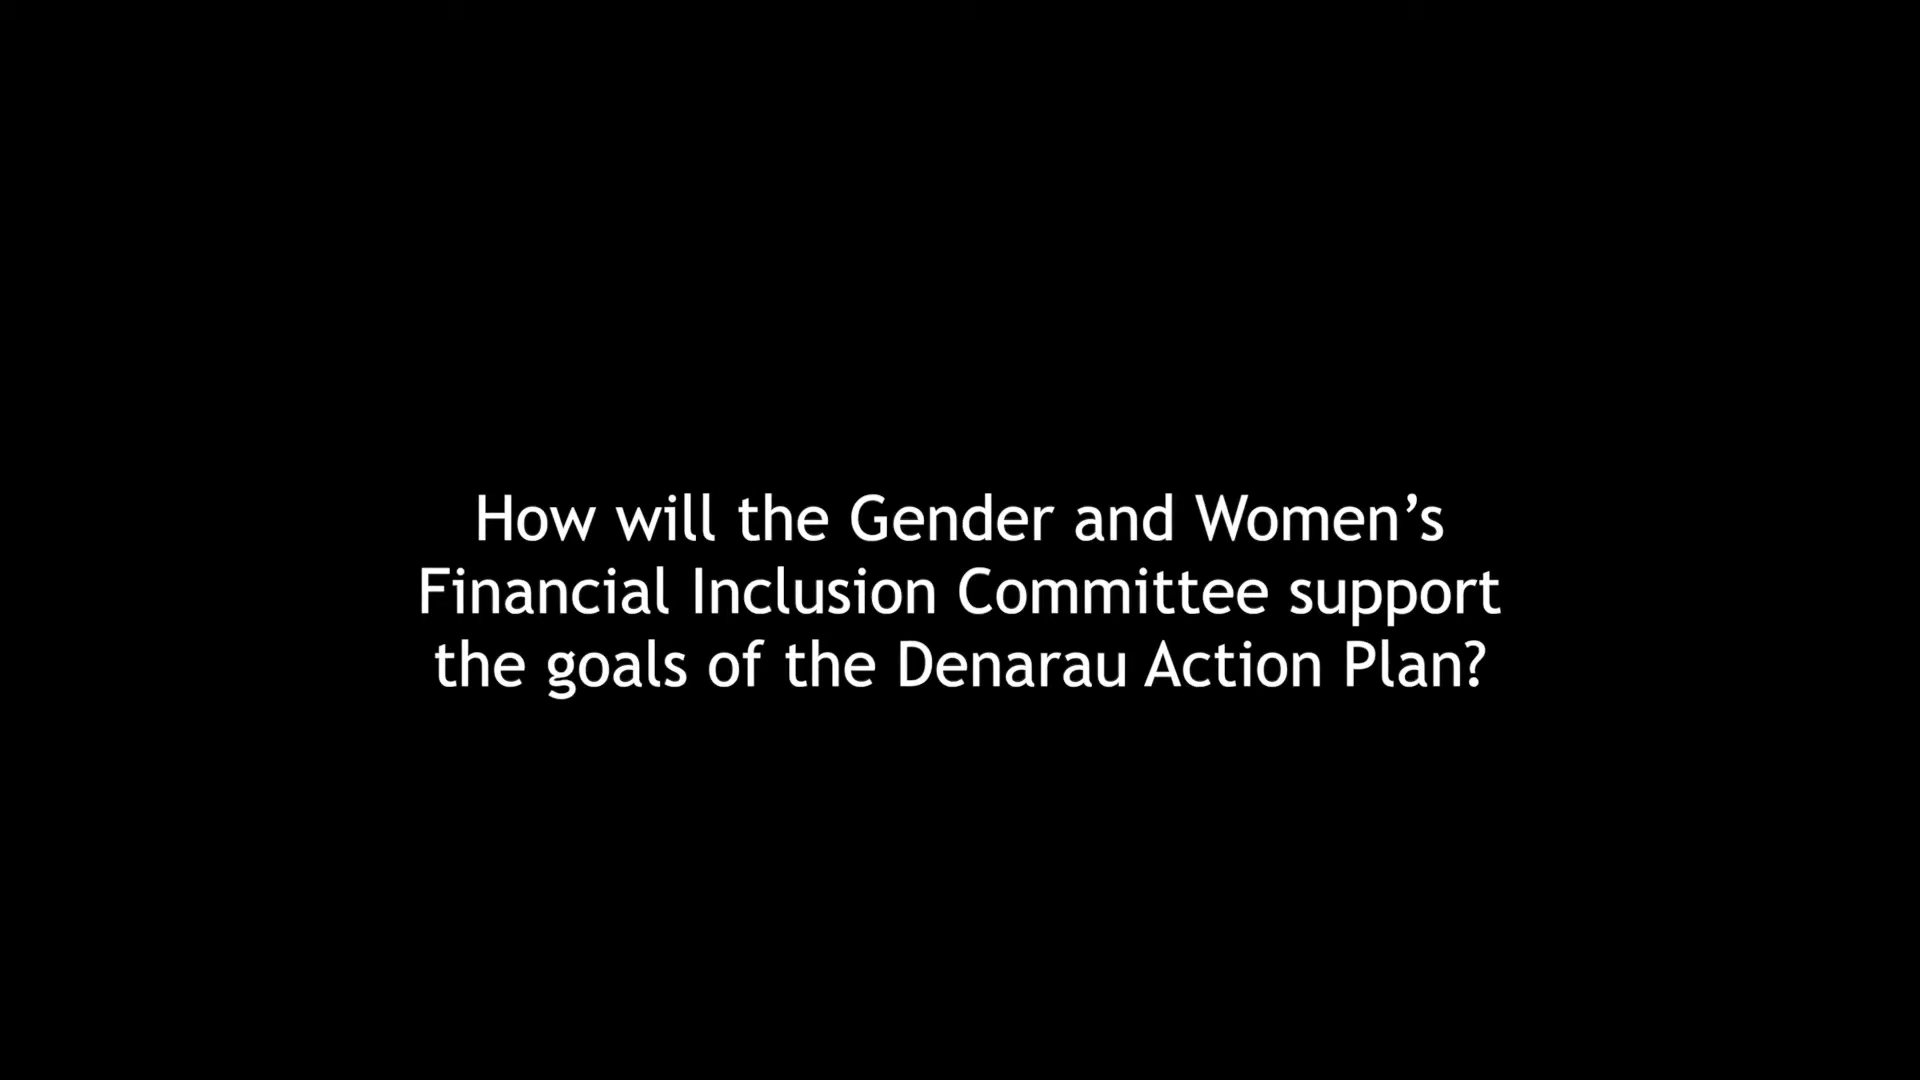 How will the Gender and Women’s
Financial Inclusion Committee support
the goals of the Denarau Action Plan?